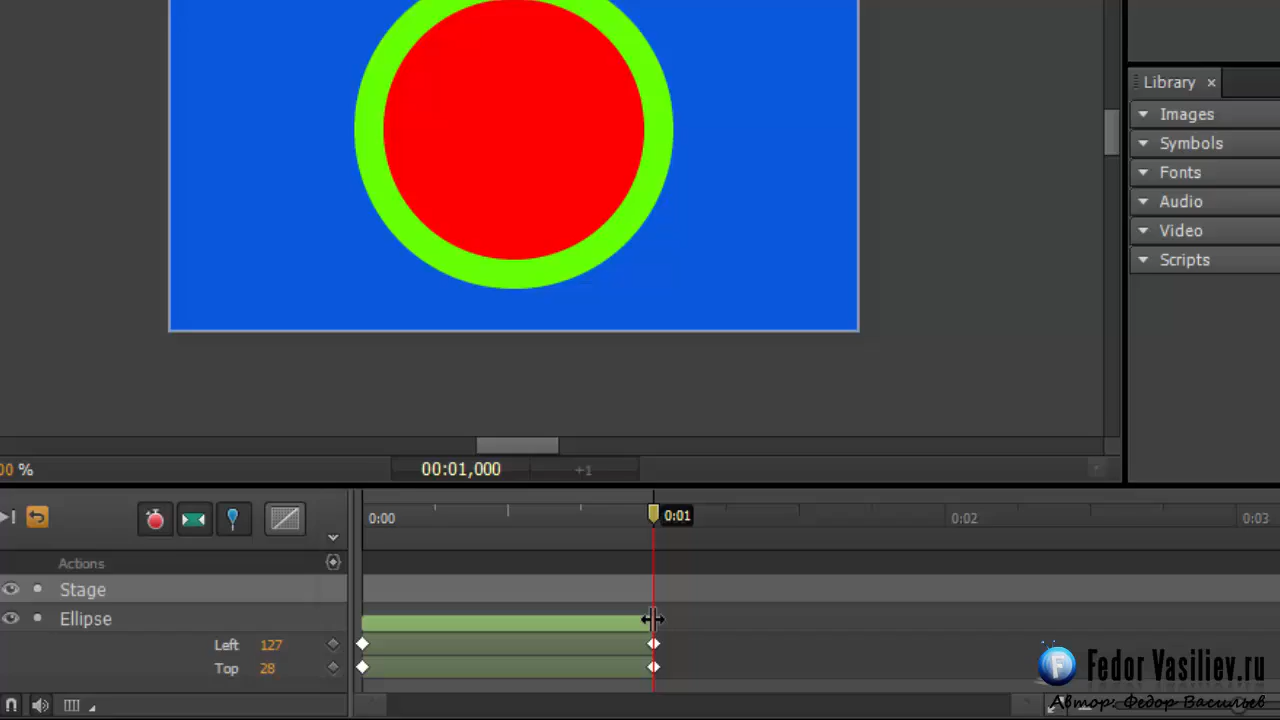 Library ×
Images
Symbols
Fonts
Audio
Video
Scripts
00 %
00:01,000
+1
0:00
0:01
0:02
0:03
Actions
Stage
Ellipse
Left 127
Top 28
Fedor Vasiliev.ru
Автор: Федор Васильев